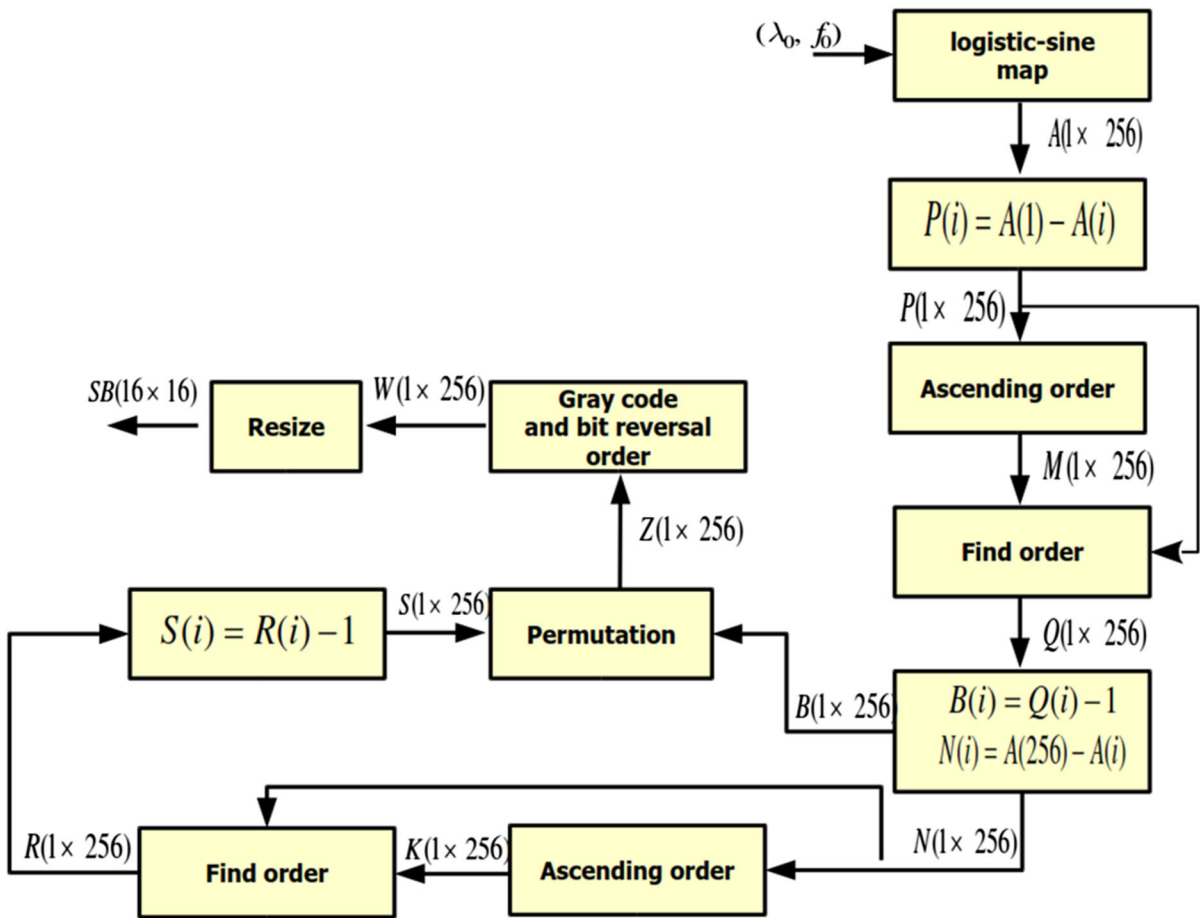 (λ₀, f₀)
logistic-sine
map
A(1× 256)
P(i) = A(1) − A(i)
P(1× 256)
Ascending order
M(1× 256)
Find order
Q(1× 256)
B(i) = Q(i) − 1
N(i) = A(256) − A(i)
B(1× 256)
N(1× 256)
Ascending order
K(1× 256)
Find order
R(1× 256)
S(i) = R(i) − 1
S(1× 256)
Permutation
Z(1× 256)
Gray code
and bit reversal
order
W(1× 256)
Resize
SB(16× 16)